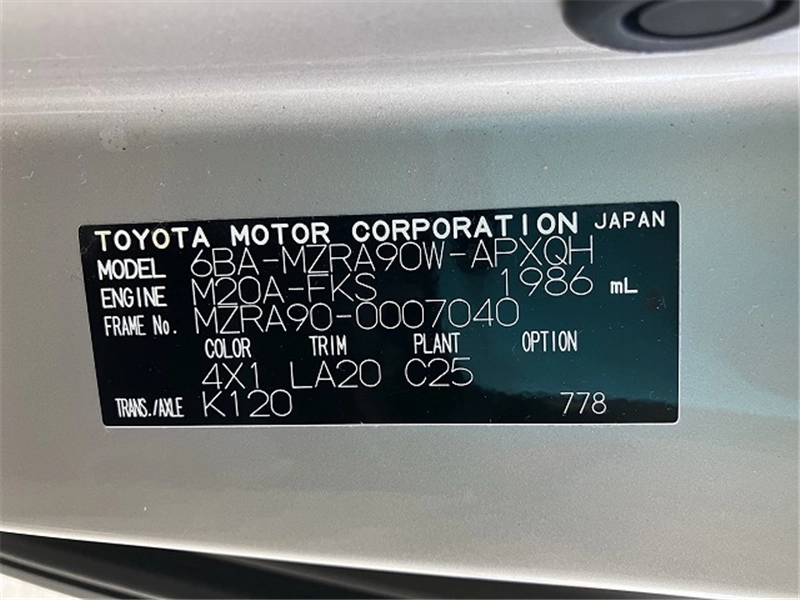 TOYOTA MOTOR CORPORATION JAPAN
MODEL 6BA-MZRA90W-APXQH
ENGINE M20A-FKS 1986 mL
FRAME No. MZRA90-0007040
COLOR TRIM PLANT OPTION
4X1 LA20 C25
TRANS./AXLE K120 778